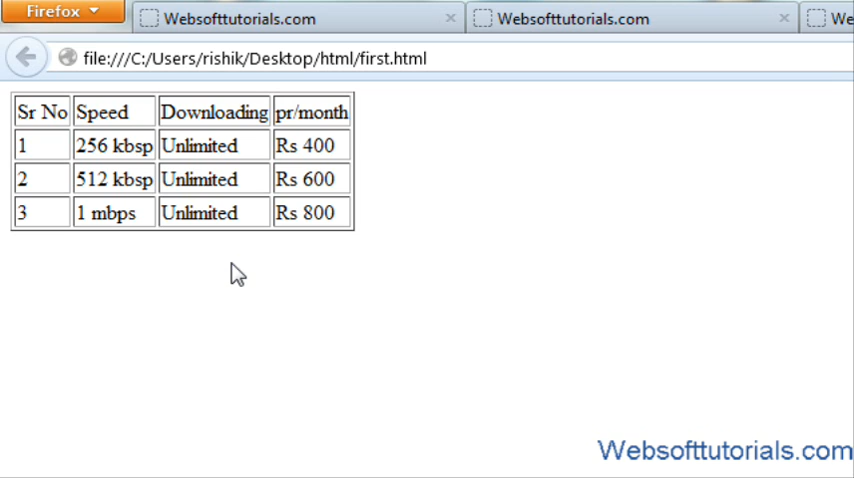 Firefox
Websofttutorials.com
Websofttutorials.com
We
file:///C:/Users/rishik/Desktop/html/first.html
Sr No Speed Downloading pr/month
1 256 kbsp Unlimited Rs 400
2 512 kbsp Unlimited Rs 600
3 1 mbps Unlimited Rs 800
Websofttutorials.com